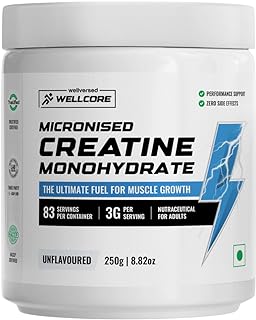 wellversed
WELLCORE
PERFORMANCE SUPPORT
ZERO SIDE EFFECTS
MICRONISED
CREATINE
MONOHYDRATE
THE ULTIMATE FUEL FOR MUSCLE GROWTH
83 SERVINGS PER CONTAINER
3G PER SERVING
NUTRACEUTICAL FOR ADULTS
UNFLAVOURED
250g | 8.82oz